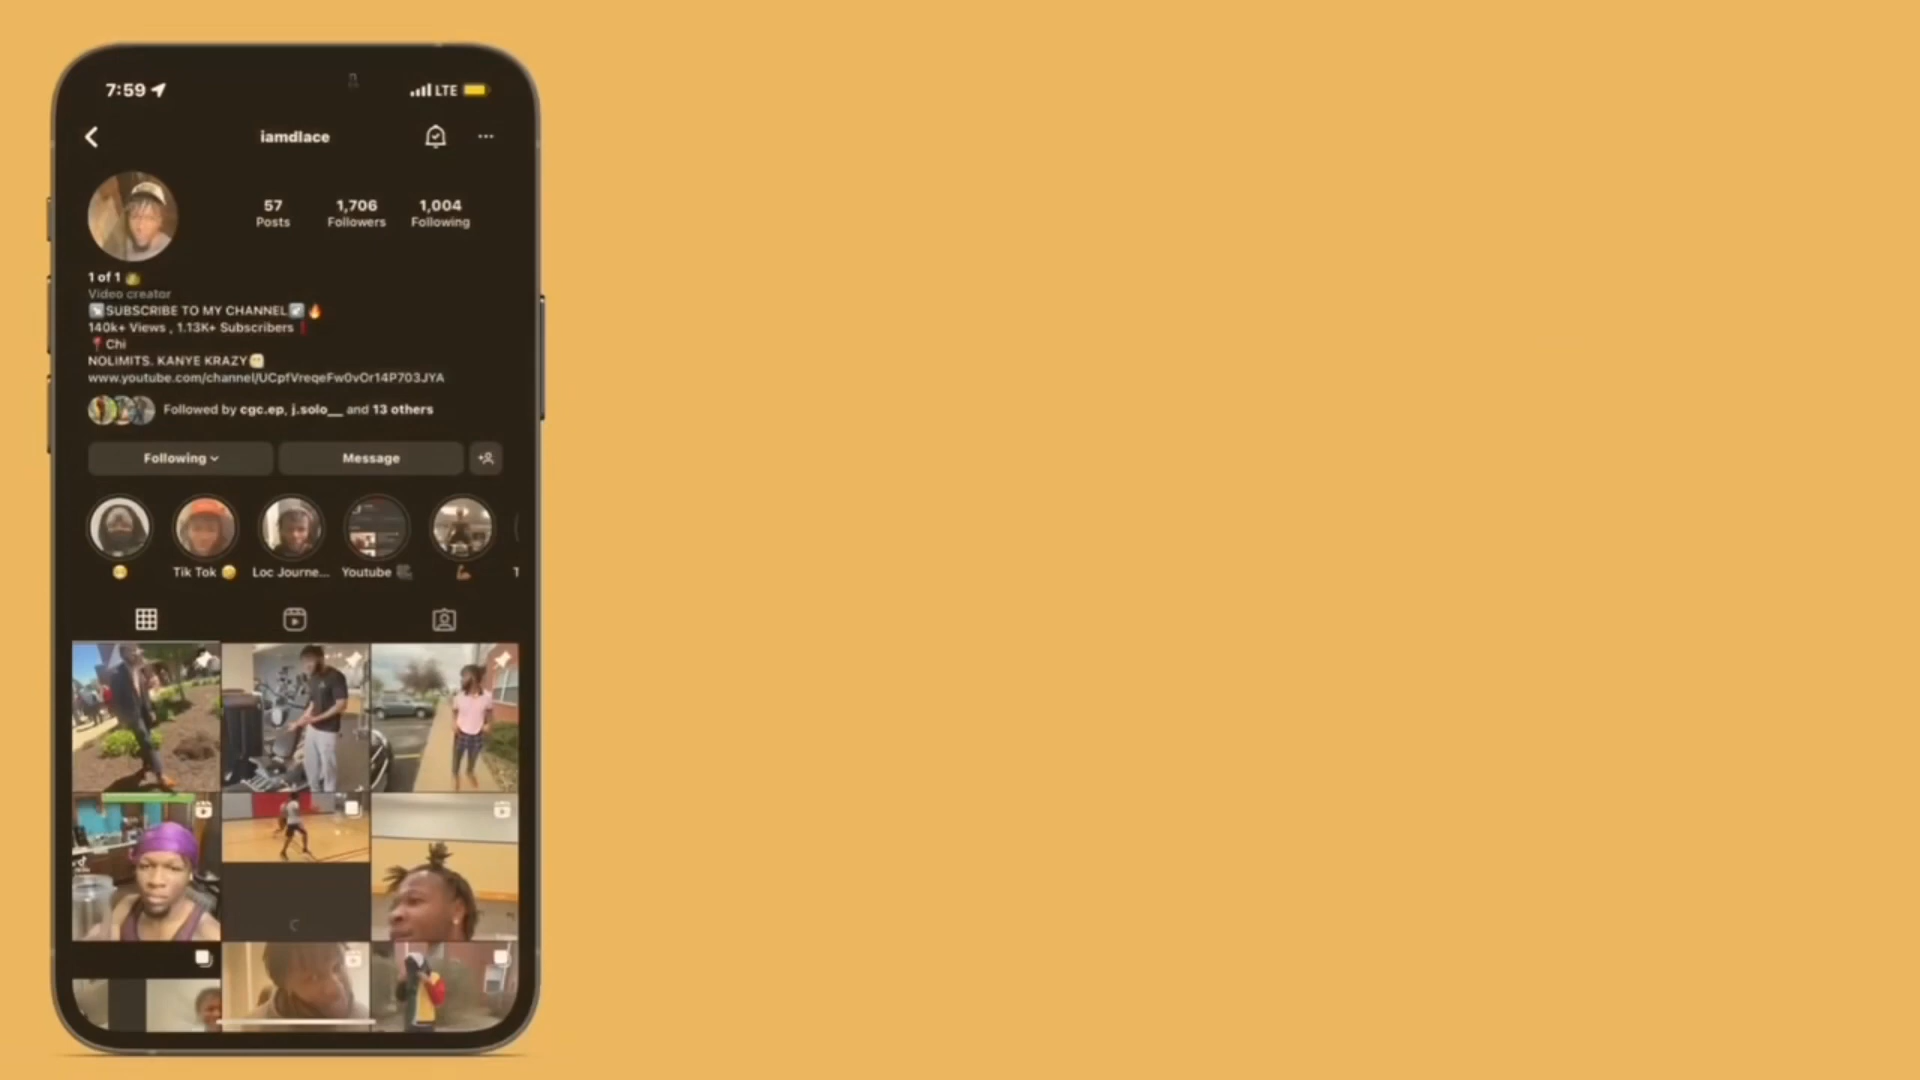 7:59
LTE
iamdlace
57
Posts
1,706
Followers
1,004
Following
1 of 1
Video creator
SUBSCRIBE TO MY CHANNEL
140k+ Views , 1.13K+ Subscribers
Chi
NOLIMITS. KANYE KRAZY
www.youtube.com/channel/UCpfVreqeFw0vCr14P703JYA
Followed by cgc.ep, j.solo__ and 13 others
Following
Message
Tik Tok
Loc Journe...
Youtube
T